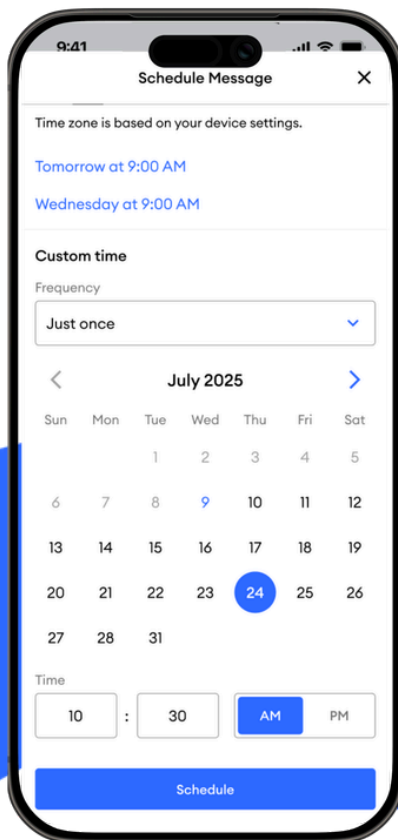 9:41
Schedule Message
Time zone is based on your device settings.
Tomorrow at 9:00 AM
Wednesday at 9:00 AM
Custom time
Frequency
Just once
July 2025
Sun Mon Tue Wed Thu Fri Sat
1 2 3 4 5
6 7 8 9 10 11 12
13 14 15 16 17 18 19
20 21 22 23 24 25 26
27 28 31
Time
10 : 30 AM PM
Schedule